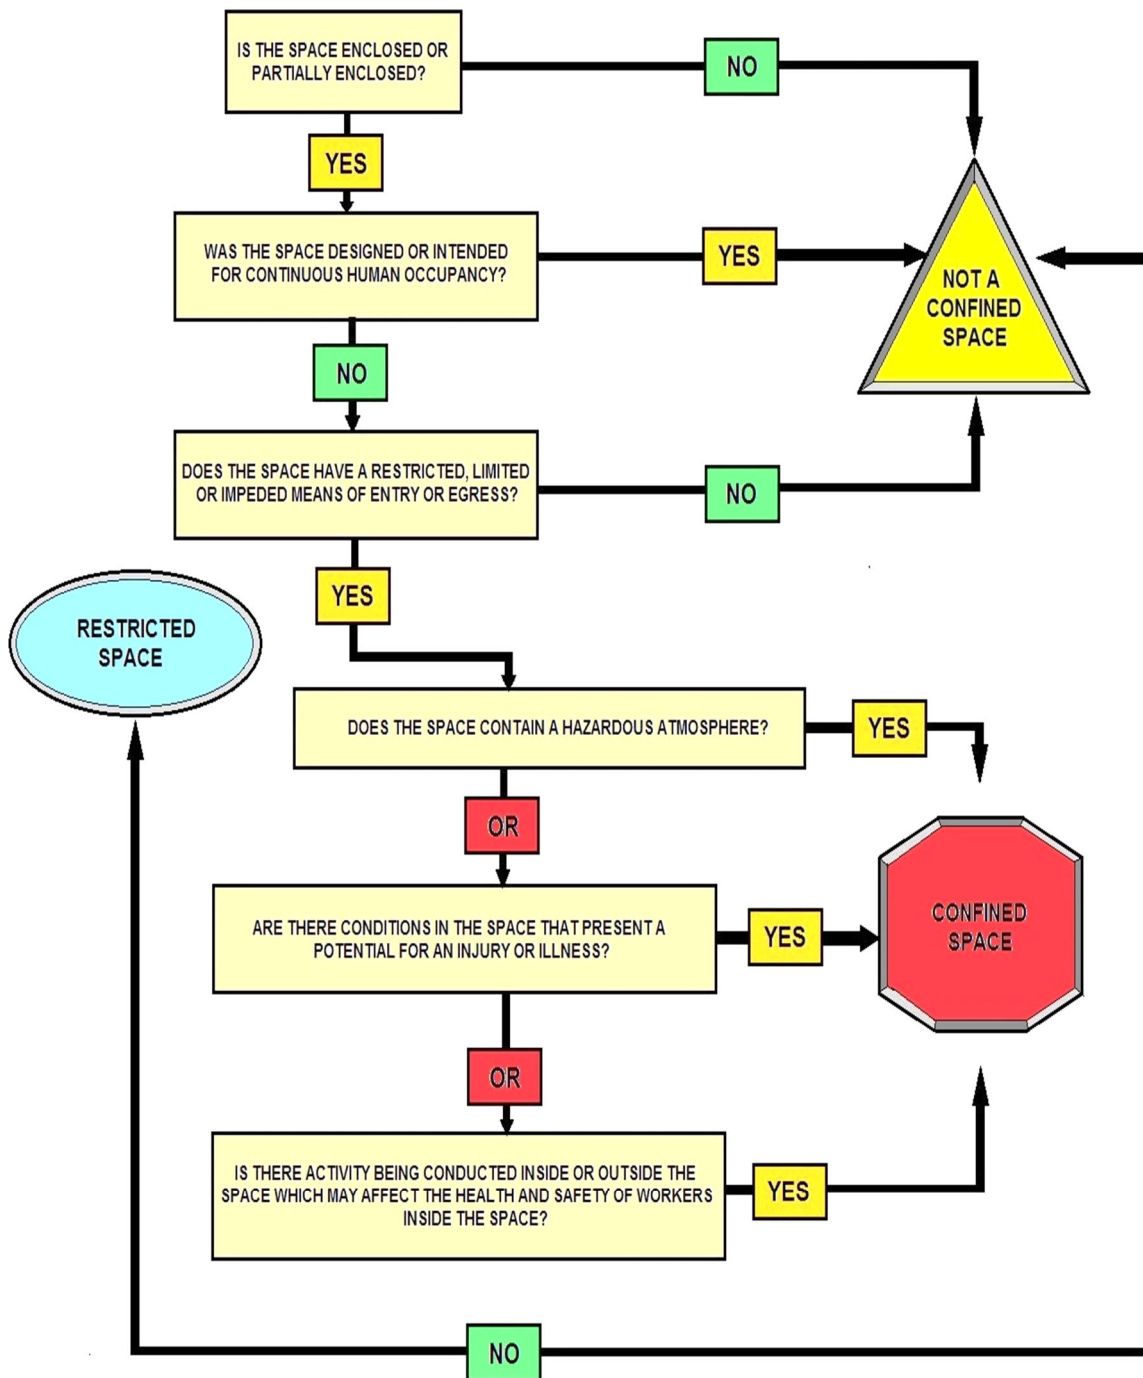 IS THE SPACE ENCLOSED OR
PARTIALLY ENCLOSED?
NO
YES
WAS THE SPACE DESIGNED OR INTENDED
FOR CONTINUOUS HUMAN OCCUPANCY?
YES
NOT A
CONFINED
SPACE
NO
DOES THE SPACE HAVE A RESTRICTED, LIMITED
OR IMPEDED MEANS OF ENTRY OR EGRESS?
NO
YES
RESTRICTED
SPACE
DOES THE SPACE CONTAIN A HAZARDOUS ATMOSPHERE?
YES
OR
ARE THERE CONDITIONS IN THE SPACE THAT PRESENT A
POTENTIAL FOR AN INJURY OR ILLNESS?
YES
CONFINED
SPACE
OR
IS THERE ACTIVITY BEING CONDUCTED INSIDE OR OUTSIDE THE
SPACE WHICH MAY AFFECT THE HEALTH AND SAFETY OF WORKERS
INSIDE THE SPACE?
YES
NO